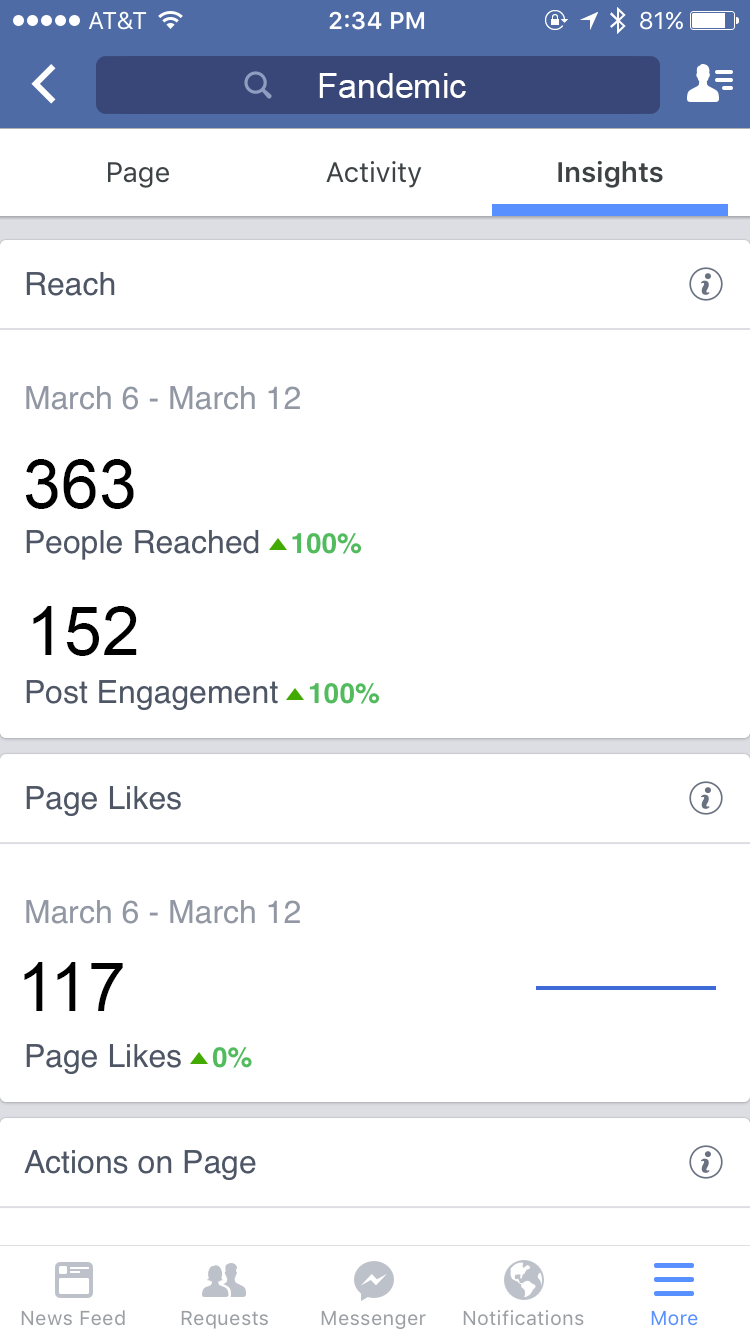 AT&T 2:34 PM 81%
Fandemic
Page Activity Insights
Reach
March 6 - March 12
363
People Reached 100%
152
Post Engagement 100%
Page Likes
March 6 - March 12
117
Page Likes 0%
Actions on Page
News Feed Requests Messenger Notifications More